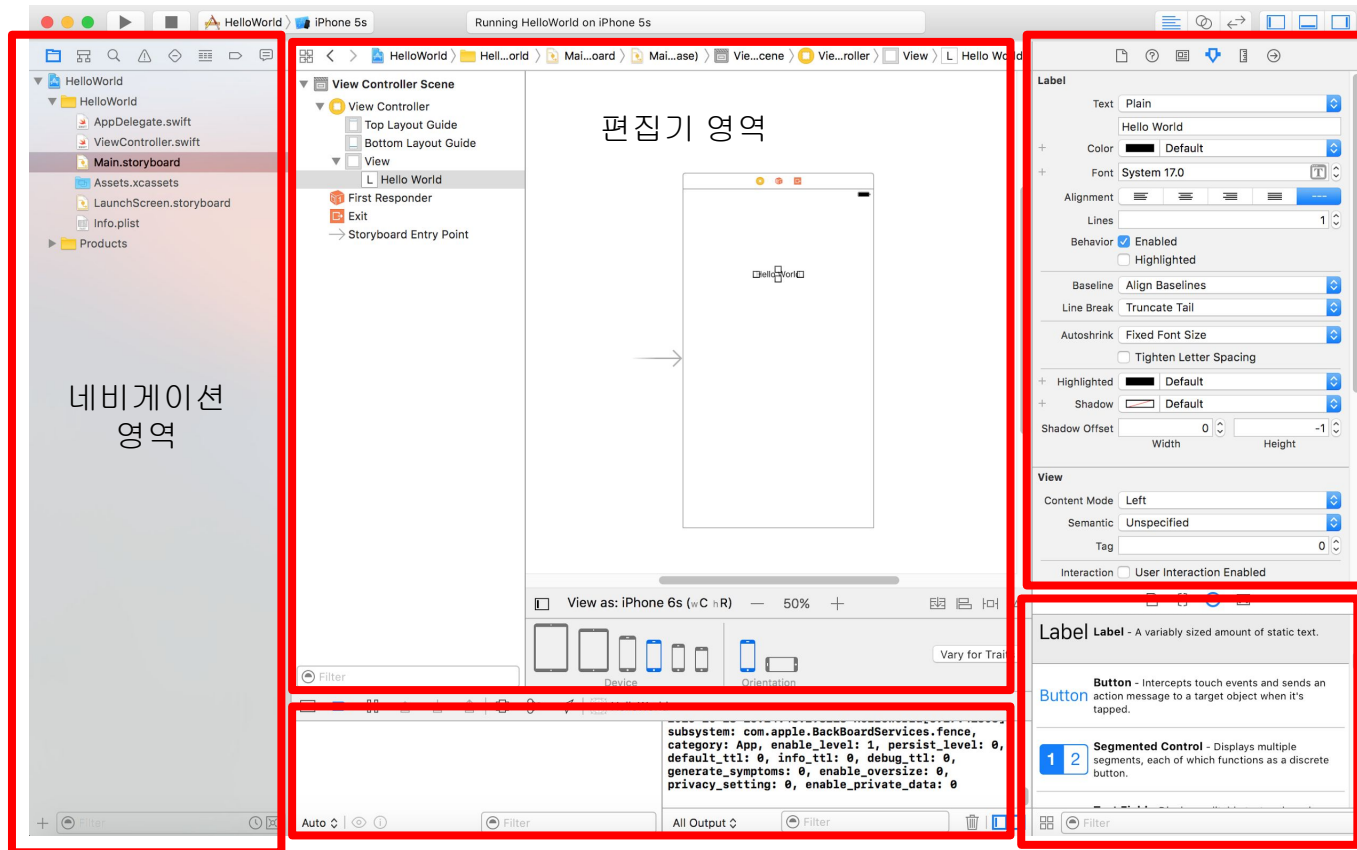 HelloWorld
iPhone 5s
Running HelloWorld on iPhone 5s
HelloWorld
HelloWorld
AppDelegate.swift
ViewController.swift
Main.storyboard
Assets.xcassets
LaunchScreen.storyboard
Info.plist
Products
네비게이션
영역
Filter
HelloWorld
Hell...orld
Mai...oard
Mai...ase)
Vie...cene
Vie...roller
View
L Hello World
View Controller Scene
View Controller
Top Layout Guide
Bottom Layout Guide
View
L Hello World
First Responder
Exit
Storyboard Entry Point
Filter
편집기 영역
Hello World
View as: iPhone 6s (wC hR) — 50% +
Device
Orientation
Vary for Trait
subsystem: com.apple.BackBoardServices.fence,
category: App, enable_level: 1, persist_level: 0,
default_ttl: 0, info_ttl: 0, debug_ttl: 0,
generate_symptoms: 0, enable_oversize: 0,
privacy_setting: 0, enable_private_data: 0
Auto
Filter
All Output
Filter
Label
Text Plain
Hello World
+ Color Default
+ Font System 17.0 T
Alignment ---
Lines 1
Behavior Enabled
Highlighted
Baseline Align Baselines
Line Break Truncate Tail
Autoshrink Fixed Font Size
Tighten Letter Spacing
+ Highlighted Default
+ Shadow Default
Shadow Offset 0 -1
Width Height
View
Content Mode Left
Semantic Unspecified
Tag 0
Interaction User Interaction Enabled
Label Label - A variably sized amount of static text.
Button - Intercepts touch events and sends an
Button action message to a target object when it's
tapped.
Segmented Control - Displays multiple
1 2 segments, each of which functions as a discrete
button.
Filter